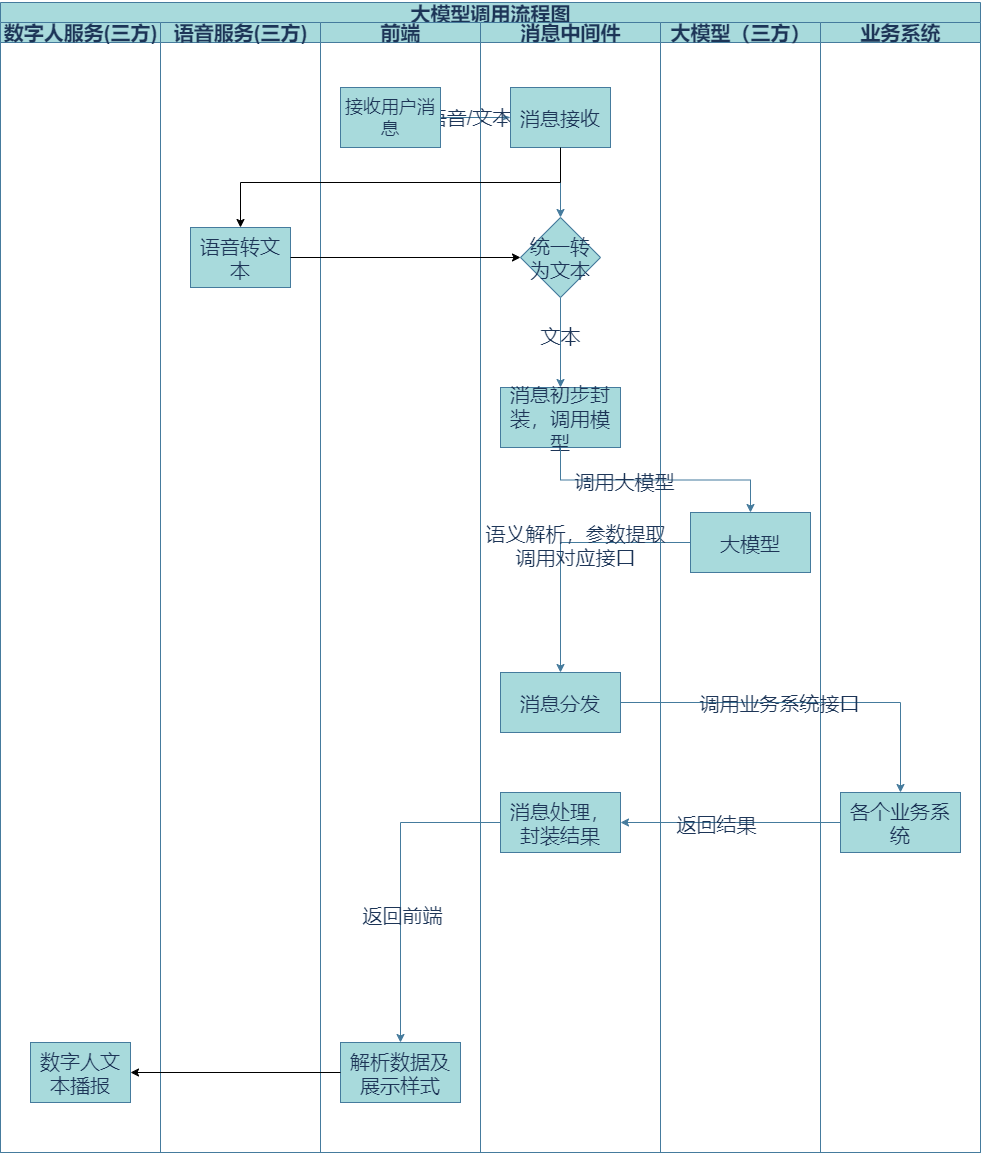 大模型调用流程图
数字人服务(三方)
语音服务(三方)
前端
消息中间件
大模型（三方）
业务系统
接收用户消
息
语音/文本
消息接收
语音转文
本
统一转
为文本
文本
消息初步封
装，调用模
型
调用大模型
语义解析，参数提取
调用对应接口
大模型
消息分发
调用业务系统接口
消息处理，
封装结果
返回结果
各个业务系
统
返回前端
数字人文
本播报
解析数据及
展示样式